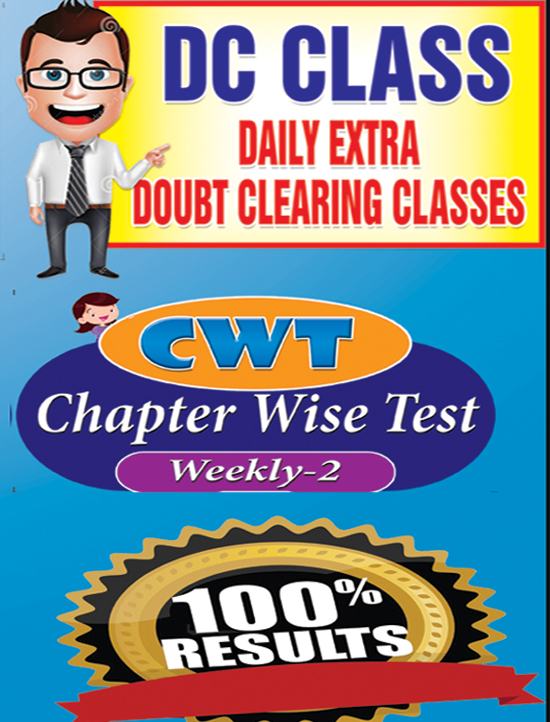 DC CLASS
DAILY EXTRA
DOUBT CLEARING CLASSES
CWT
Chapter Wise Test
Weekly-2
100%
RESULTS